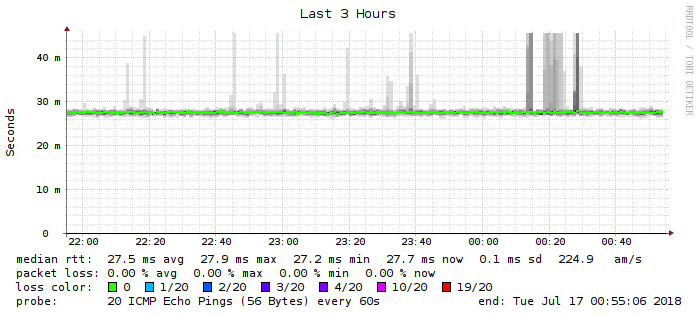 Last 3 Hours
RRDTOOL / TOBI OETIKER
Seconds
40 m
30 m
20 m
10 m
0
22:00 22:20 22:40 23:00 23:20 23:40 00:00 00:20 00:40
median rtt: 27.5 ms avg 27.9 ms max 27.2 ms min 27.7 ms now 0.1 ms sd 224.9 am/s
packet loss: 0.00 % avg 0.00 % max 0.00 % min 0.00 % now
loss color: 0 1/20 2/20 3/20 4/20 10/20 19/20
probe: 20 ICMP Echo Pings (56 Bytes) every 60s end: Tue Jul 17 00:55:06 2018